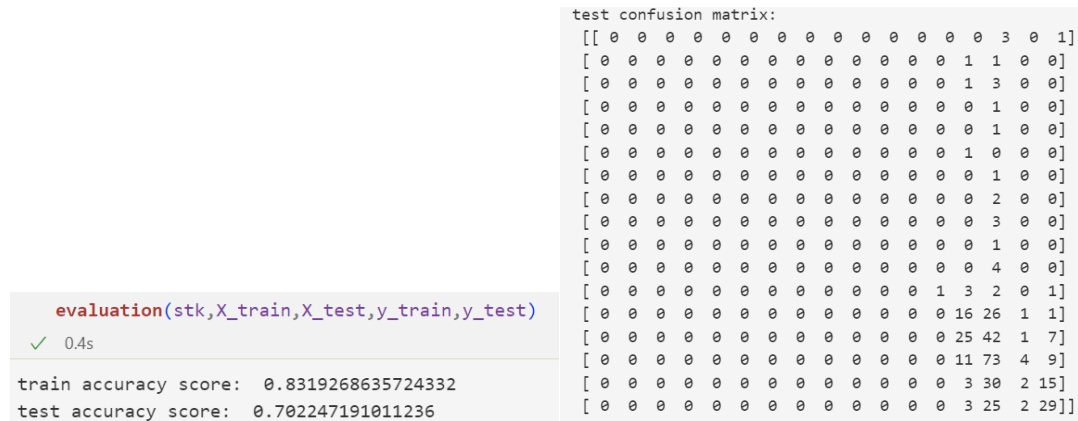 evaluation(stk,X_train,X_test,y_train,y_test)
✓ 0.4s
train accuracy score:  0.8319268635724332
test accuracy score:  0.702247191011236
test confusion matrix:
[[ 0  0  0  0  0  0  0  0  0  0  0  0  0  0  3  0  1]
[ 0  0  0  0  0  0  0  0  0  0  0  0  0  1  1  0  0]
[ 0  0  0  0  0  0  0  0  0  0  0  0  0  1  3  0  0]
[ 0  0  0  0  0  0  0  0  0  0  0  0  0  0  1  0  0]
[ 0  0  0  0  0  0  0  0  0  0  0  0  0  0  1  0  0]
[ 0  0  0  0  0  0  0  0  0  0  0  0  0  1  0  0  0]
[ 0  0  0  0  0  0  0  0  0  0  0  0  0  0  1  0  0]
[ 0  0  0  0  0  0  0  0  0  0  0  0  0  0  2  0  0]
[ 0  0  0  0  0  0  0  0  0  0  0  0  0  0  3  0  0]
[ 0  0  0  0  0  0  0  0  0  0  0  0  0  0  1  0  0]
[ 0  0  0  0  0  0  0  0  0  0  0  0  0  0  4  0  0]
[ 0  0  0  0  0  0  0  0  0  0  0  0  1  3  2  0  1]
[ 0  0  0  0  0  0  0  0  0  0  0  0  0 16 26  1  1]
[ 0  0  0  0  0  0  0  0  0  0  0  0  0 25 42  1  7]
[ 0  0  0  0  0  0  0  0  0  0  0  0  0 11 73  4  9]
[ 0  0  0  0  0  0  0  0  0  0  0  0  0  3 30  2 15]
[ 0  0  0  0  0  0  0  0  0  0  0  0  0  3 25  2 29]]